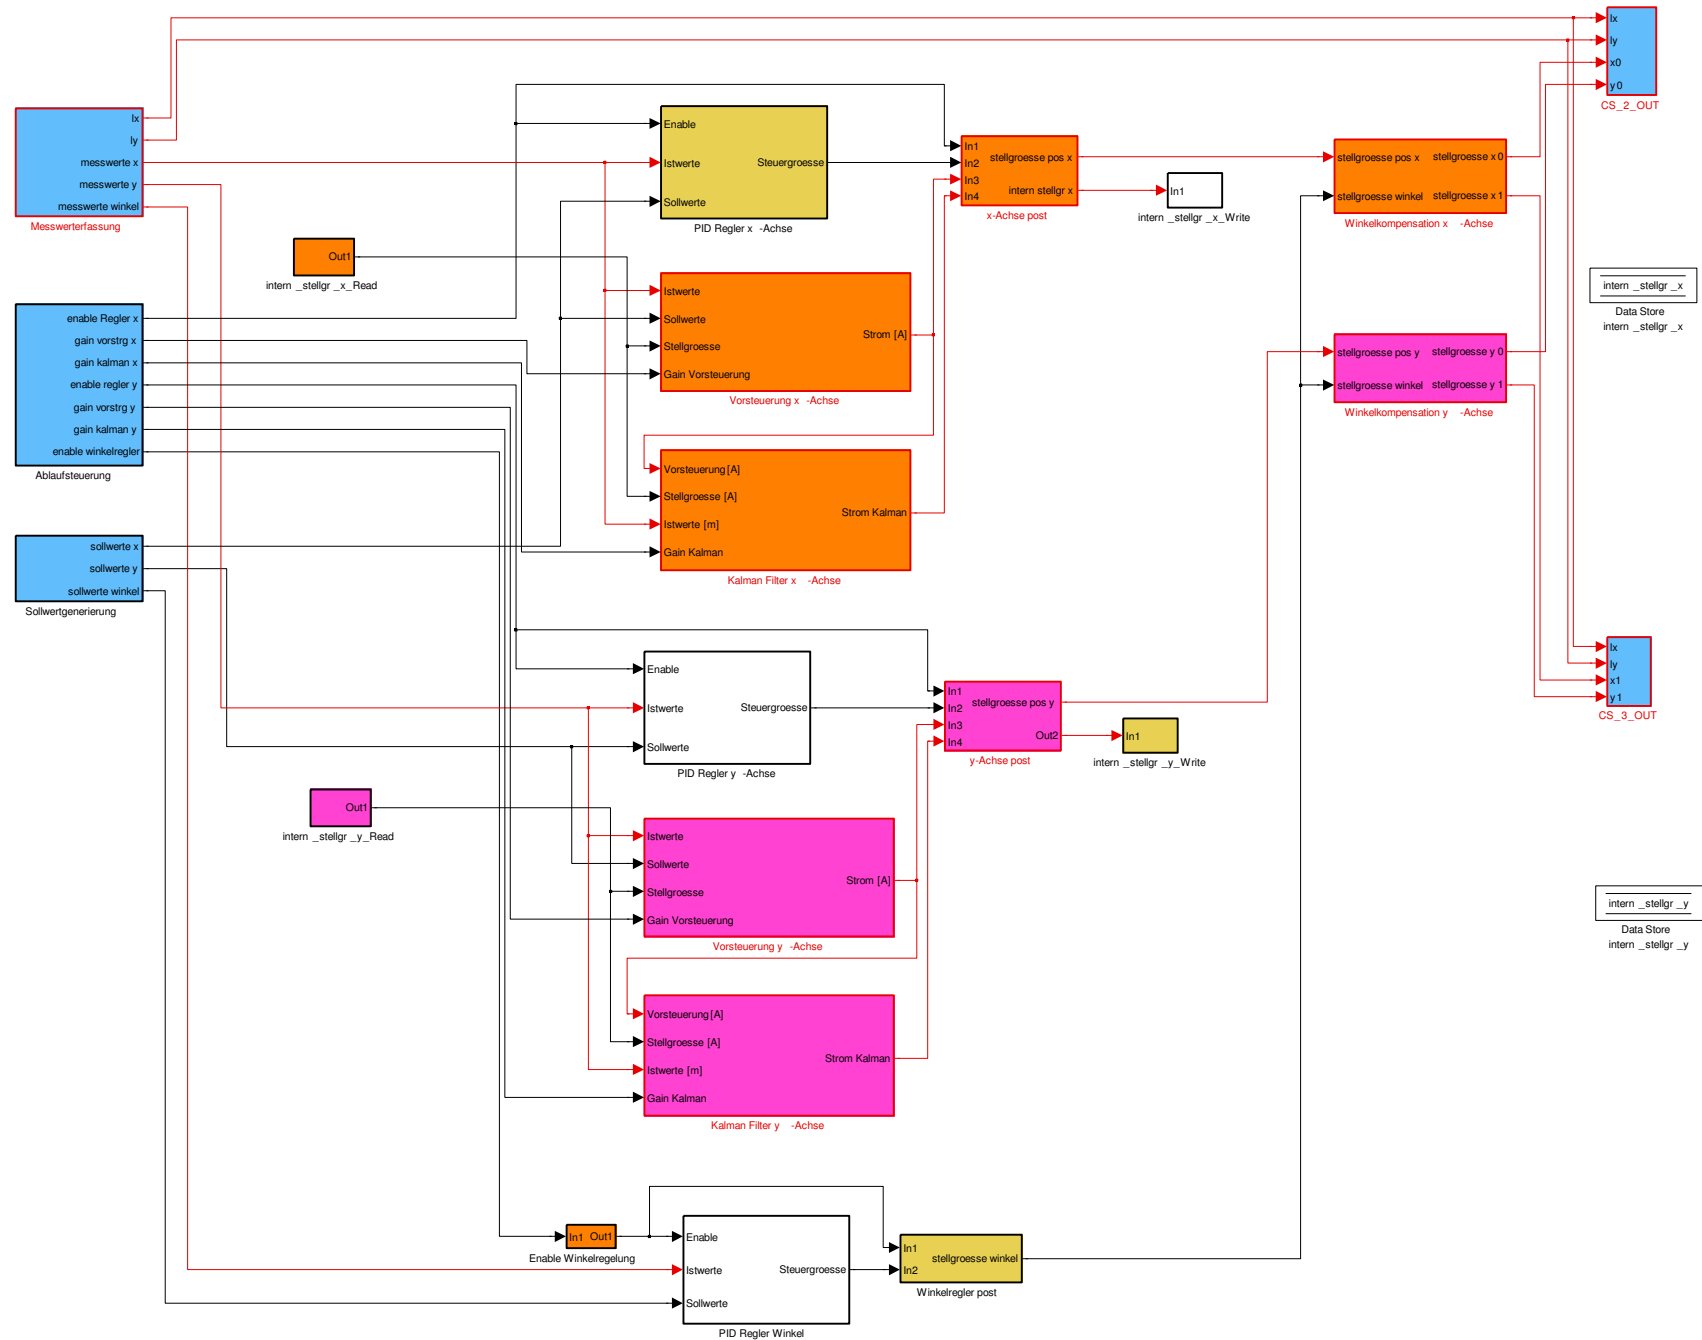 Ix
Iy
messwerte x
messwerte y
messwerte winkel
Messwerterfassung
Out1
intern _stellgr _x_Read
enable Regler x
gain vorstrg x
gain kalman x
enable regler y
gain vorstrg y
gain kalman y
enable winkelregler
Ablaufsteuerung
sollwerte x
sollwerte y
sollwerte winkel
Sollwertgenerierung
Enable
Istwerte
Sollwerte
Steuergroesse
PID Regler x -Achse
Istwerte
Sollwerte
Stellgroesse
Gain Vorsteuerung
Strom [A]
Vorsteuerung x -Achse
Vorsteuerung [A]
Stellgroesse [A]
Istwerte [m]
Gain Kalman
Strom Kalman
Kalman Filter x -Achse
In1
In2
In3
In4
stellgroesse pos x
intern stellgr x
x-Achse post
In1
intern _stellgr _x_Write
stellgroesse pos x
stellgroesse winkel
stellgroesse x 0
stellgroesse x 1
Winkelkompensation x -Achse
Ix
Iy
x0
y0
CS_2_OUT
intern _stellgr _x
Data Store
intern _stellgr _x
stellgroesse pos y
stellgroesse winkel
stellgroesse y 0
stellgroesse y 1
Winkelkompensation y -Achse
Enable
Istwerte
Sollwerte
Steuergroesse
PID Regler y -Achse
Out1
intern _stellgr _y_Read
Istwerte
Sollwerte
Stellgroesse
Gain Vorsteuerung
Strom [A]
Vorsteuerung y -Achse
Vorsteuerung [A]
Stellgroesse [A]
Istwerte [m]
Gain Kalman
Strom Kalman
Kalman Filter y -Achse
In1
In2
In3
In4
stellgroesse pos y
Out2
y-Achse post
In1
intern _stellgr _y_Write
Ix
Iy
x1
y1
CS_3_OUT
intern _stellgr _y
Data Store
intern _stellgr _y
In1 Out1
Enable Winkelregelung
Enable
Istwerte
Sollwerte
Steuergroesse
PID Regler Winkel
In1
In2
stellgroesse winkel
Winkelregler post